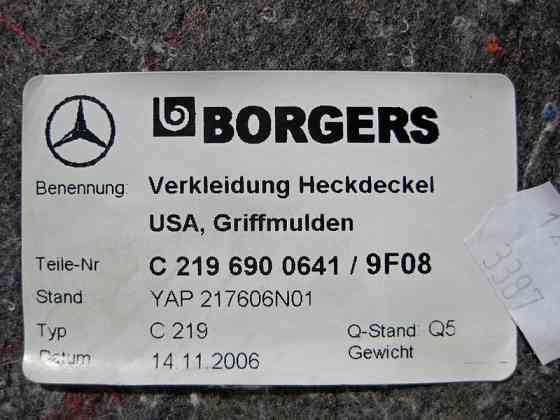 BORGERS
Benennung: Verkleidung Heckdeckel
USA, Griffmulden
Teile-Nr C 219 690 0641 / 9F08
Stand: YAP 217606N01
Typ C 219 Q-Stand: Q5
Datum 14.11.2006 Gewicht
3387